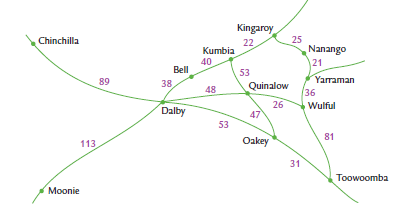 Kingaroy
Chinchilla
22
25
Kumbia
Nanango
40
21
Bell
53
Yarraman
89
38
48
Quinalow
36
26
Wulful
Dalby
47
53
Oakey
81
113
31
Toowoomba
Moonie